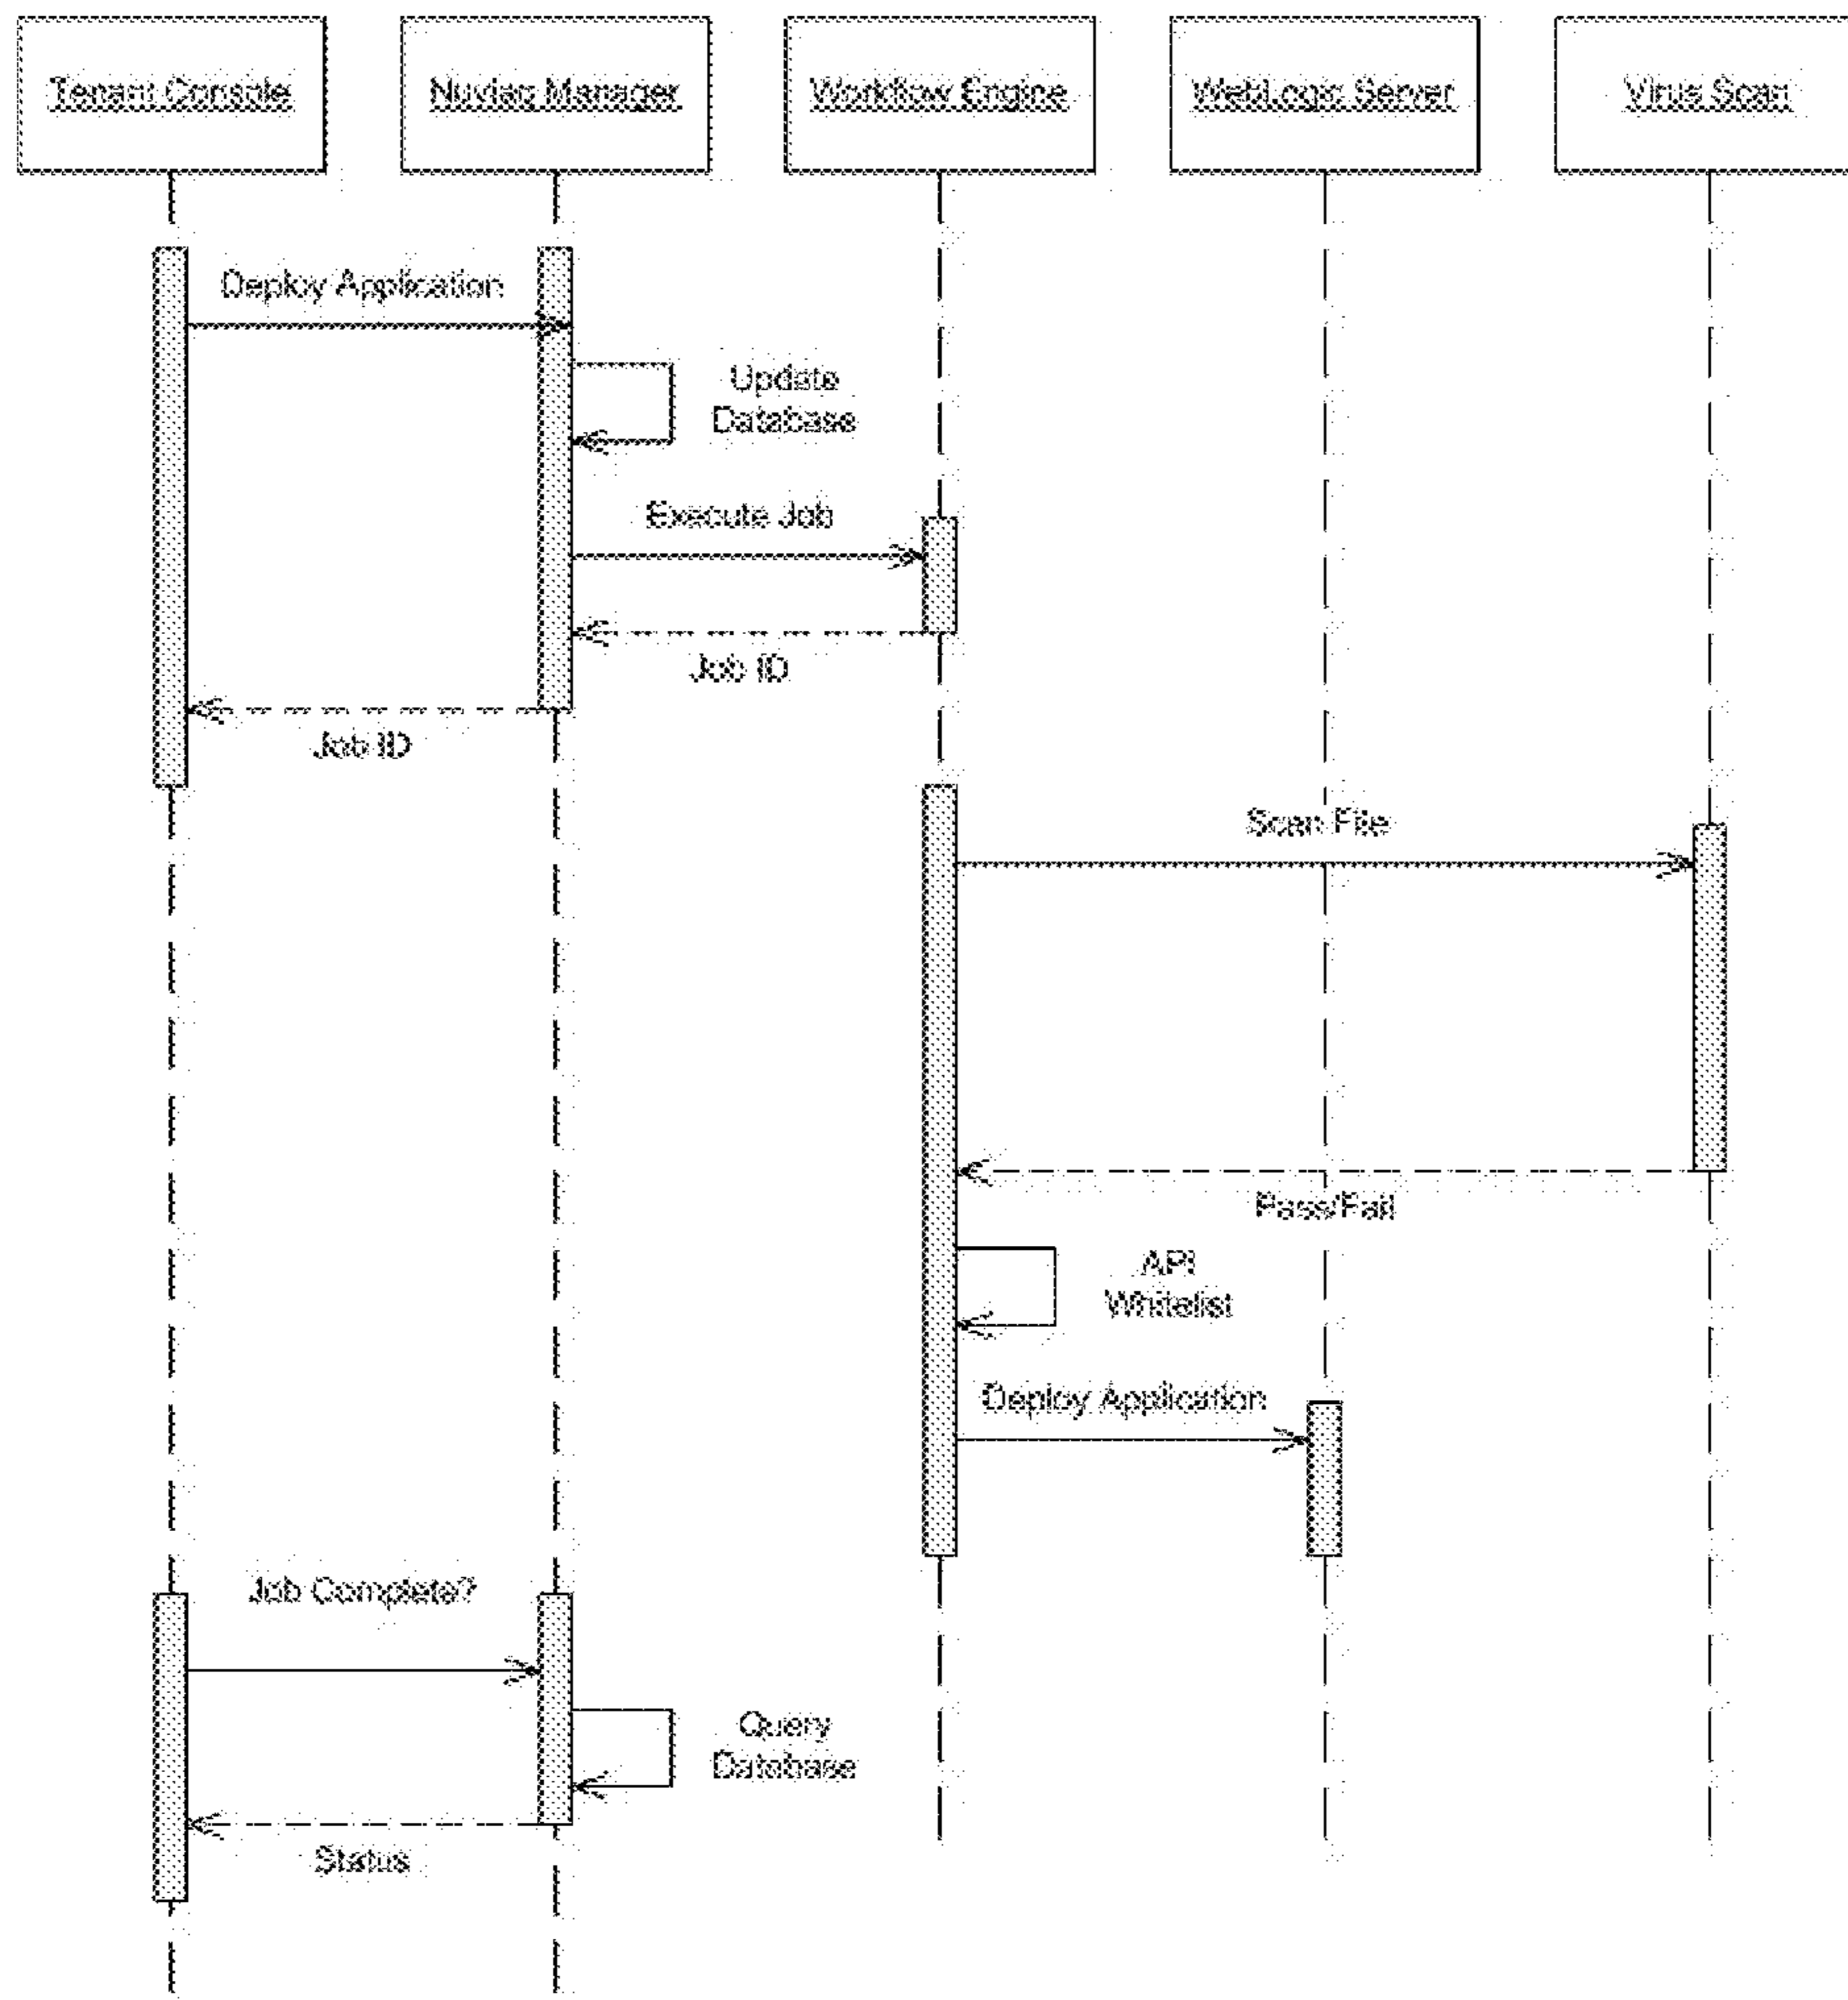 Tenant Console
Nuviaq Manager
Workflow Engine
WebLogic Server
Virus Scan
Deploy Application
Update
Database
Execute Job
Job ID
Job ID
Scan File
Pass/Fail
API
Whitelist
Deploy Application
Job Complete?
Query
Database
Status